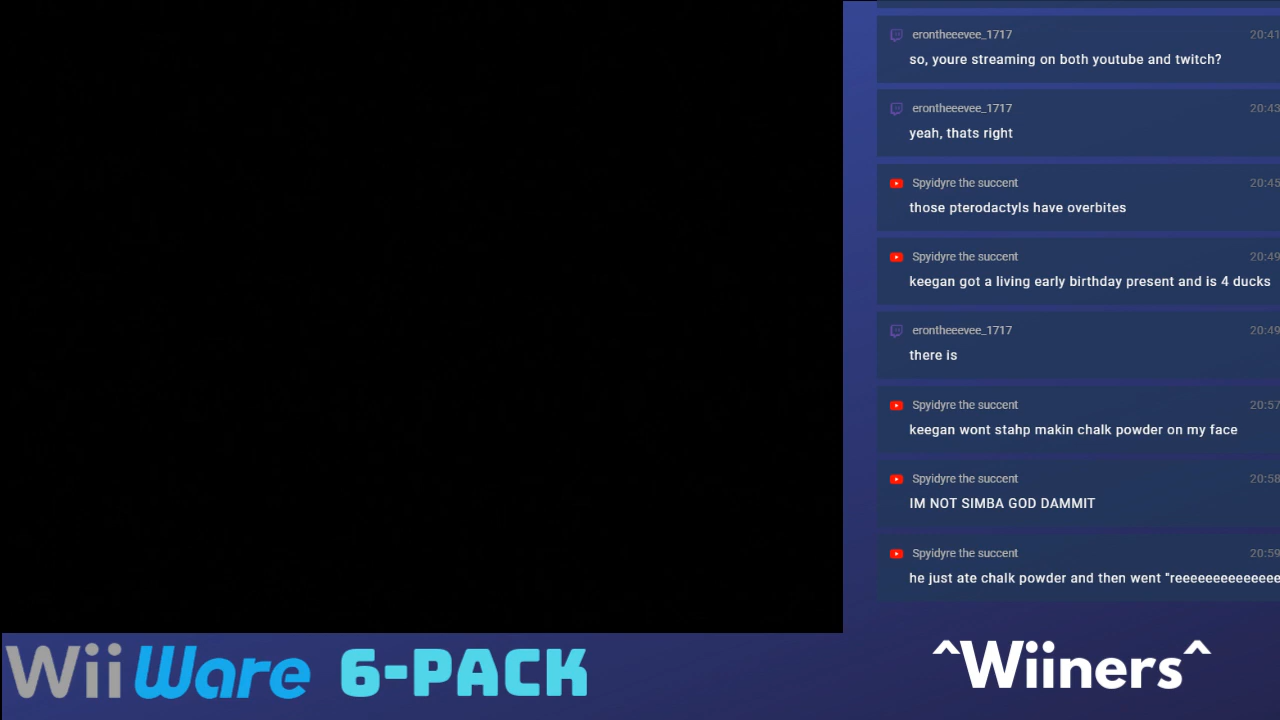 erontheeevee_1717 20:41
so, youre streaming on both youtube and twitch?
erontheeevee_1717 20:43
yeah, thats right
Spyidyre the succent 20:45
those pterodactyls have overbites
Spyidyre the succent 20:49
keegan got a living early birthday present and is 4 ducks
erontheeevee_1717 20:49
there is
Spyidyre the succent 20:57
keegan wont stahp makin chalk powder on my face
Spyidyre the succent 20:58
IM NOT SIMBA GOD DAMMIT
Spyidyre the succent 20:59
he just ate chalk powder and then went "reeeeeeeeeeeeee
WiiWare 6-PACK
^Wiiners^